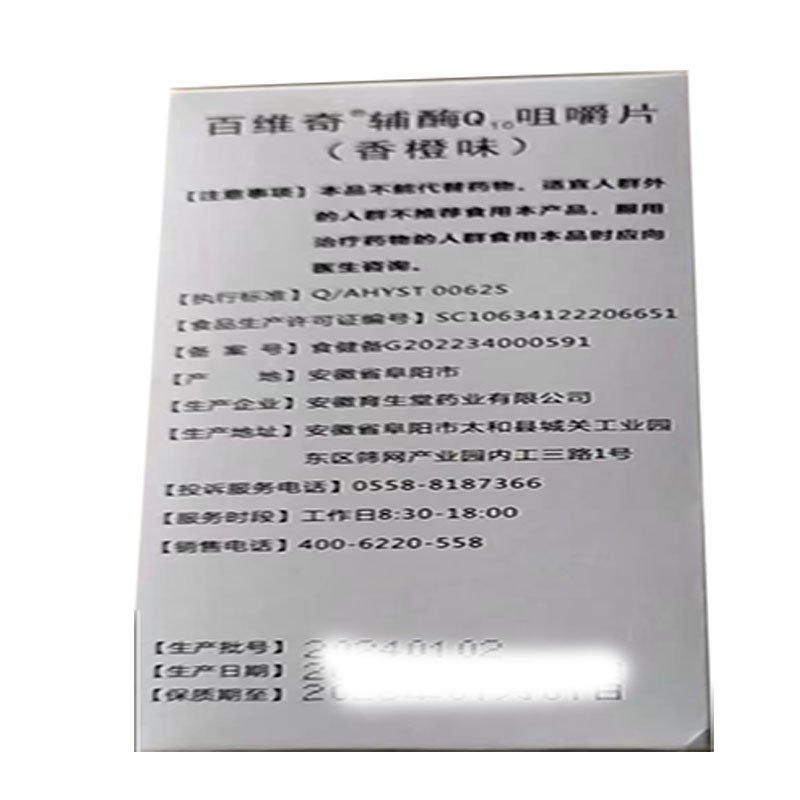 百维奇®辅酶Q10咀嚼片
（香橙味）
【注意事项】本品不能代替药物。适宜人群外
的人群不推荐食用本产品。服用
治疗药物的人群食用本品时应向
医生咨询。
【执行标准】Q/AHYST 0062S
【食品生产许可证编号】SC10634122206651
【备 案 号】食健备G202234000591
【产 地】安徽省阜阳市
【生产企业】安徽育生堂药业有限公司
【生产地址】安徽省阜阳市太和县城关工业园
东区筛网产业园内工三路1号
【投诉服务电话】0558-8187366
【服务时段】工作日8:30-18:00
【销售电话】400-6220-558
【生产批号】20240102
【生产日期】
【保质期至】